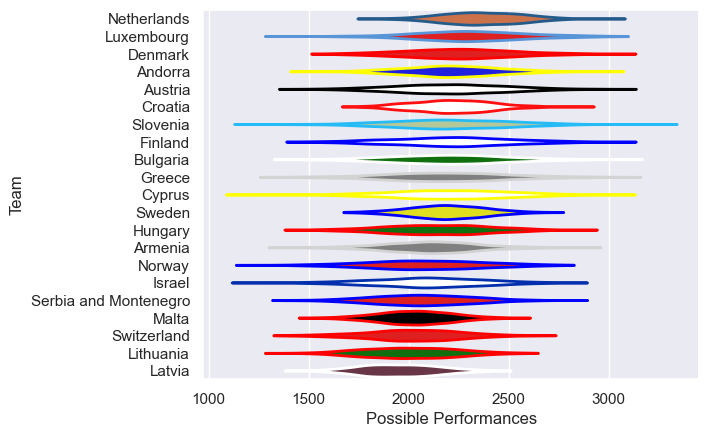 Netherlands
Luxembourg
Denmark
Andorra
Austria
Croatia
Slovenia
Finland
Bulgaria
Greece
Cyprus
Sweden
Hungary
Armenia
Norway
Israel
Serbia and Montenegro
Malta
Switzerland
Lithuania
Latvia
Team
1000 1500 2000 2500 3000
Possible Performances